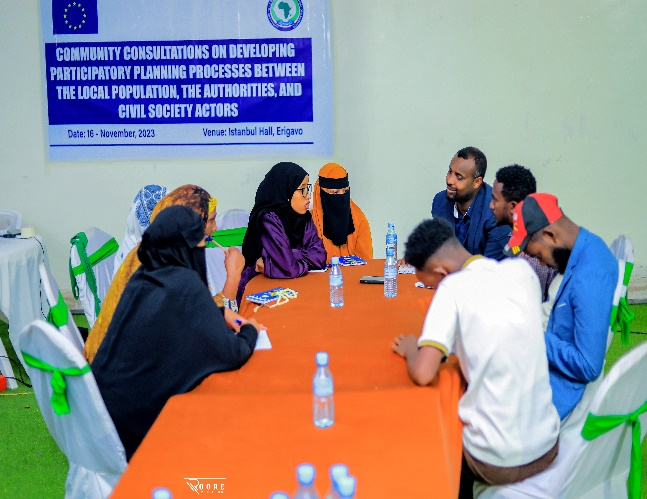 COMMUNITY CONSULTATIONS ON DEVELOPING
PARTICIPATORY PLANNING PROCESSES BETWEEN
THE LOCAL POPULATION, THE AUTHORITIES, AND
CIVIL SOCIETY ACTORS
Date: 16 - November, 2023
Venue: Istanbul Hall, Erigavo